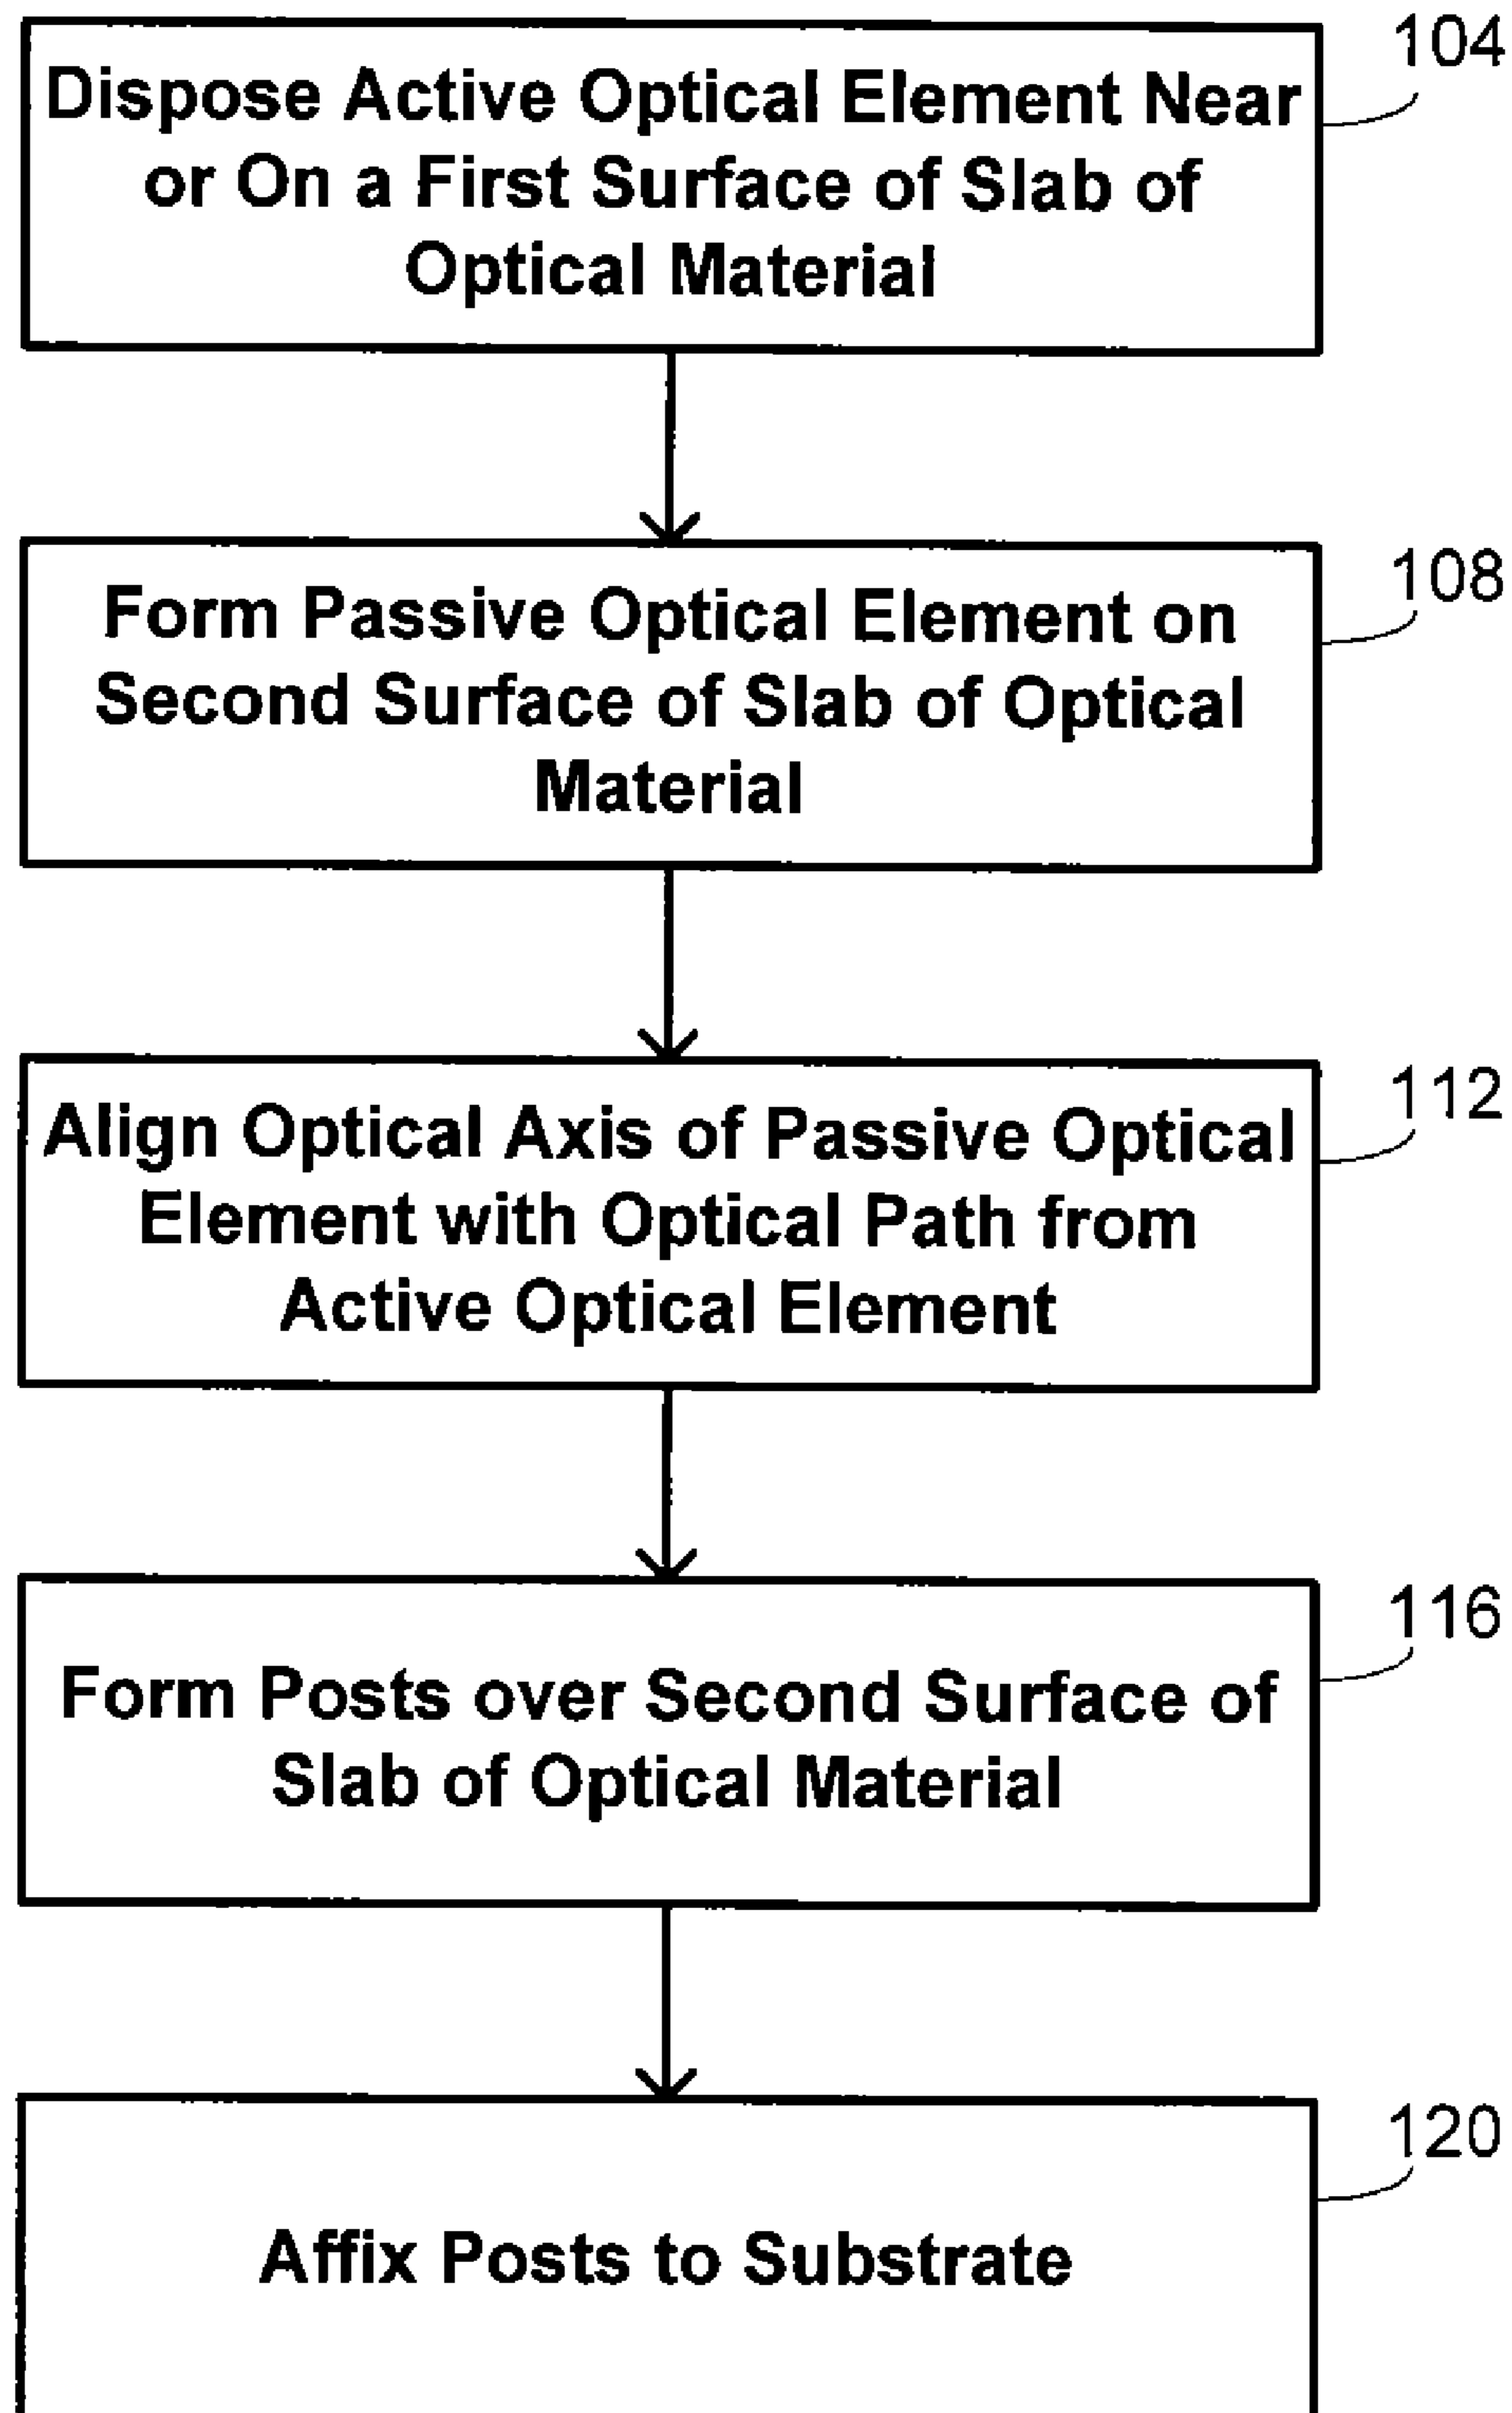 104
Dispose Active Optical Element Near
or On a First Surface of Slab of
Optical Material
108
Form Passive Optical Element on
Second Surface of Slab of Optical
Material
112
Align Optical Axis of Passive Optical
Element with Optical Path from
Active Optical Element
116
Form Posts over Second Surface of
Slab of Optical Material
120
Affix Posts to Substrate